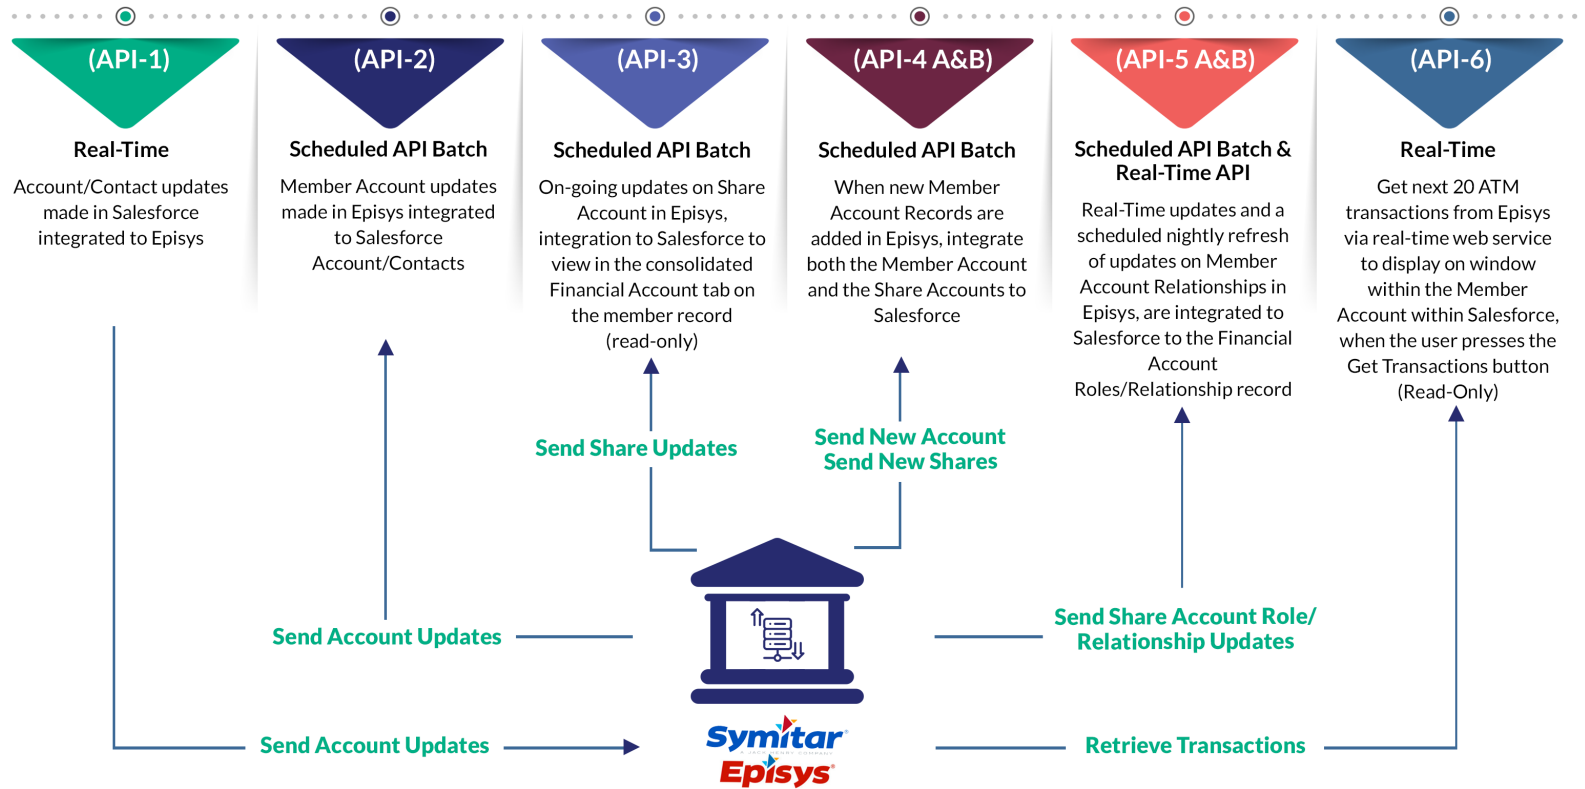 (API-1)
Real-Time
Account/Contact updates
made in Salesforce
integrated to Episys
(API-2)
Scheduled API Batch
Member Account updates
made in Episys integrated
to Salesforce
Account/Contacts
(API-3)
Scheduled API Batch
On-going updates on Share
Account in Episys,
integration to Salesforce to
view in the consolidated
Financial Account tab on
the member record
(read-only)
(API-4 A&B)
Scheduled API Batch
When new Member
Account Records are
added in Episys, integrate
both the Member Account
and the Share Accounts to
Salesforce
(API-5 A&B)
Scheduled API Batch &
Real-Time API
Real-Time updates and a
scheduled nightly refresh
of updates on Member
Account Relationships in
Episys, are integrated to
Salesforce to the Financial
Account
Roles/Relationship record
(API-6)
Real-Time
Get next 20 ATM
transactions from Episys
via real-time web service
to display on window
within the Member
Account within Salesforce,
when the user presses the
Get Transactions button
(Read-Only)
Send Share Updates
Send New Account
Send New Shares
Send Account Updates
Send Share Account Role/
Relationship Updates
Send Account Updates
Retrieve Transactions
Symitar®
A JACK HENRY COMPANY
Episys®